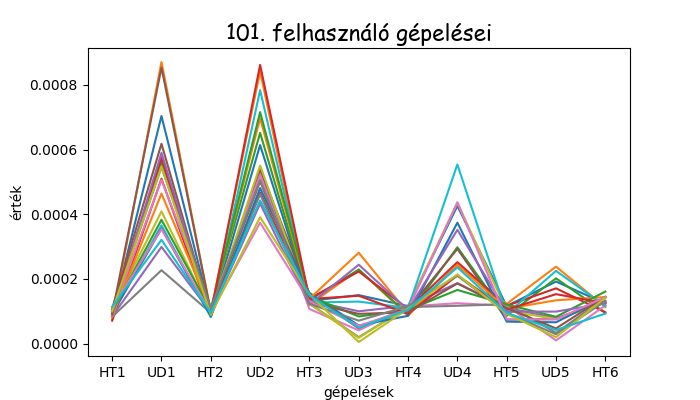 101. felhasználó gépelései
0.0008
0.0006
0.0004
0.0002
0.0000
érték
HT1 UD1 HT2 UD2 HT3 UD3 HT4 UD4 HT5 UD5 HT6
gépelések